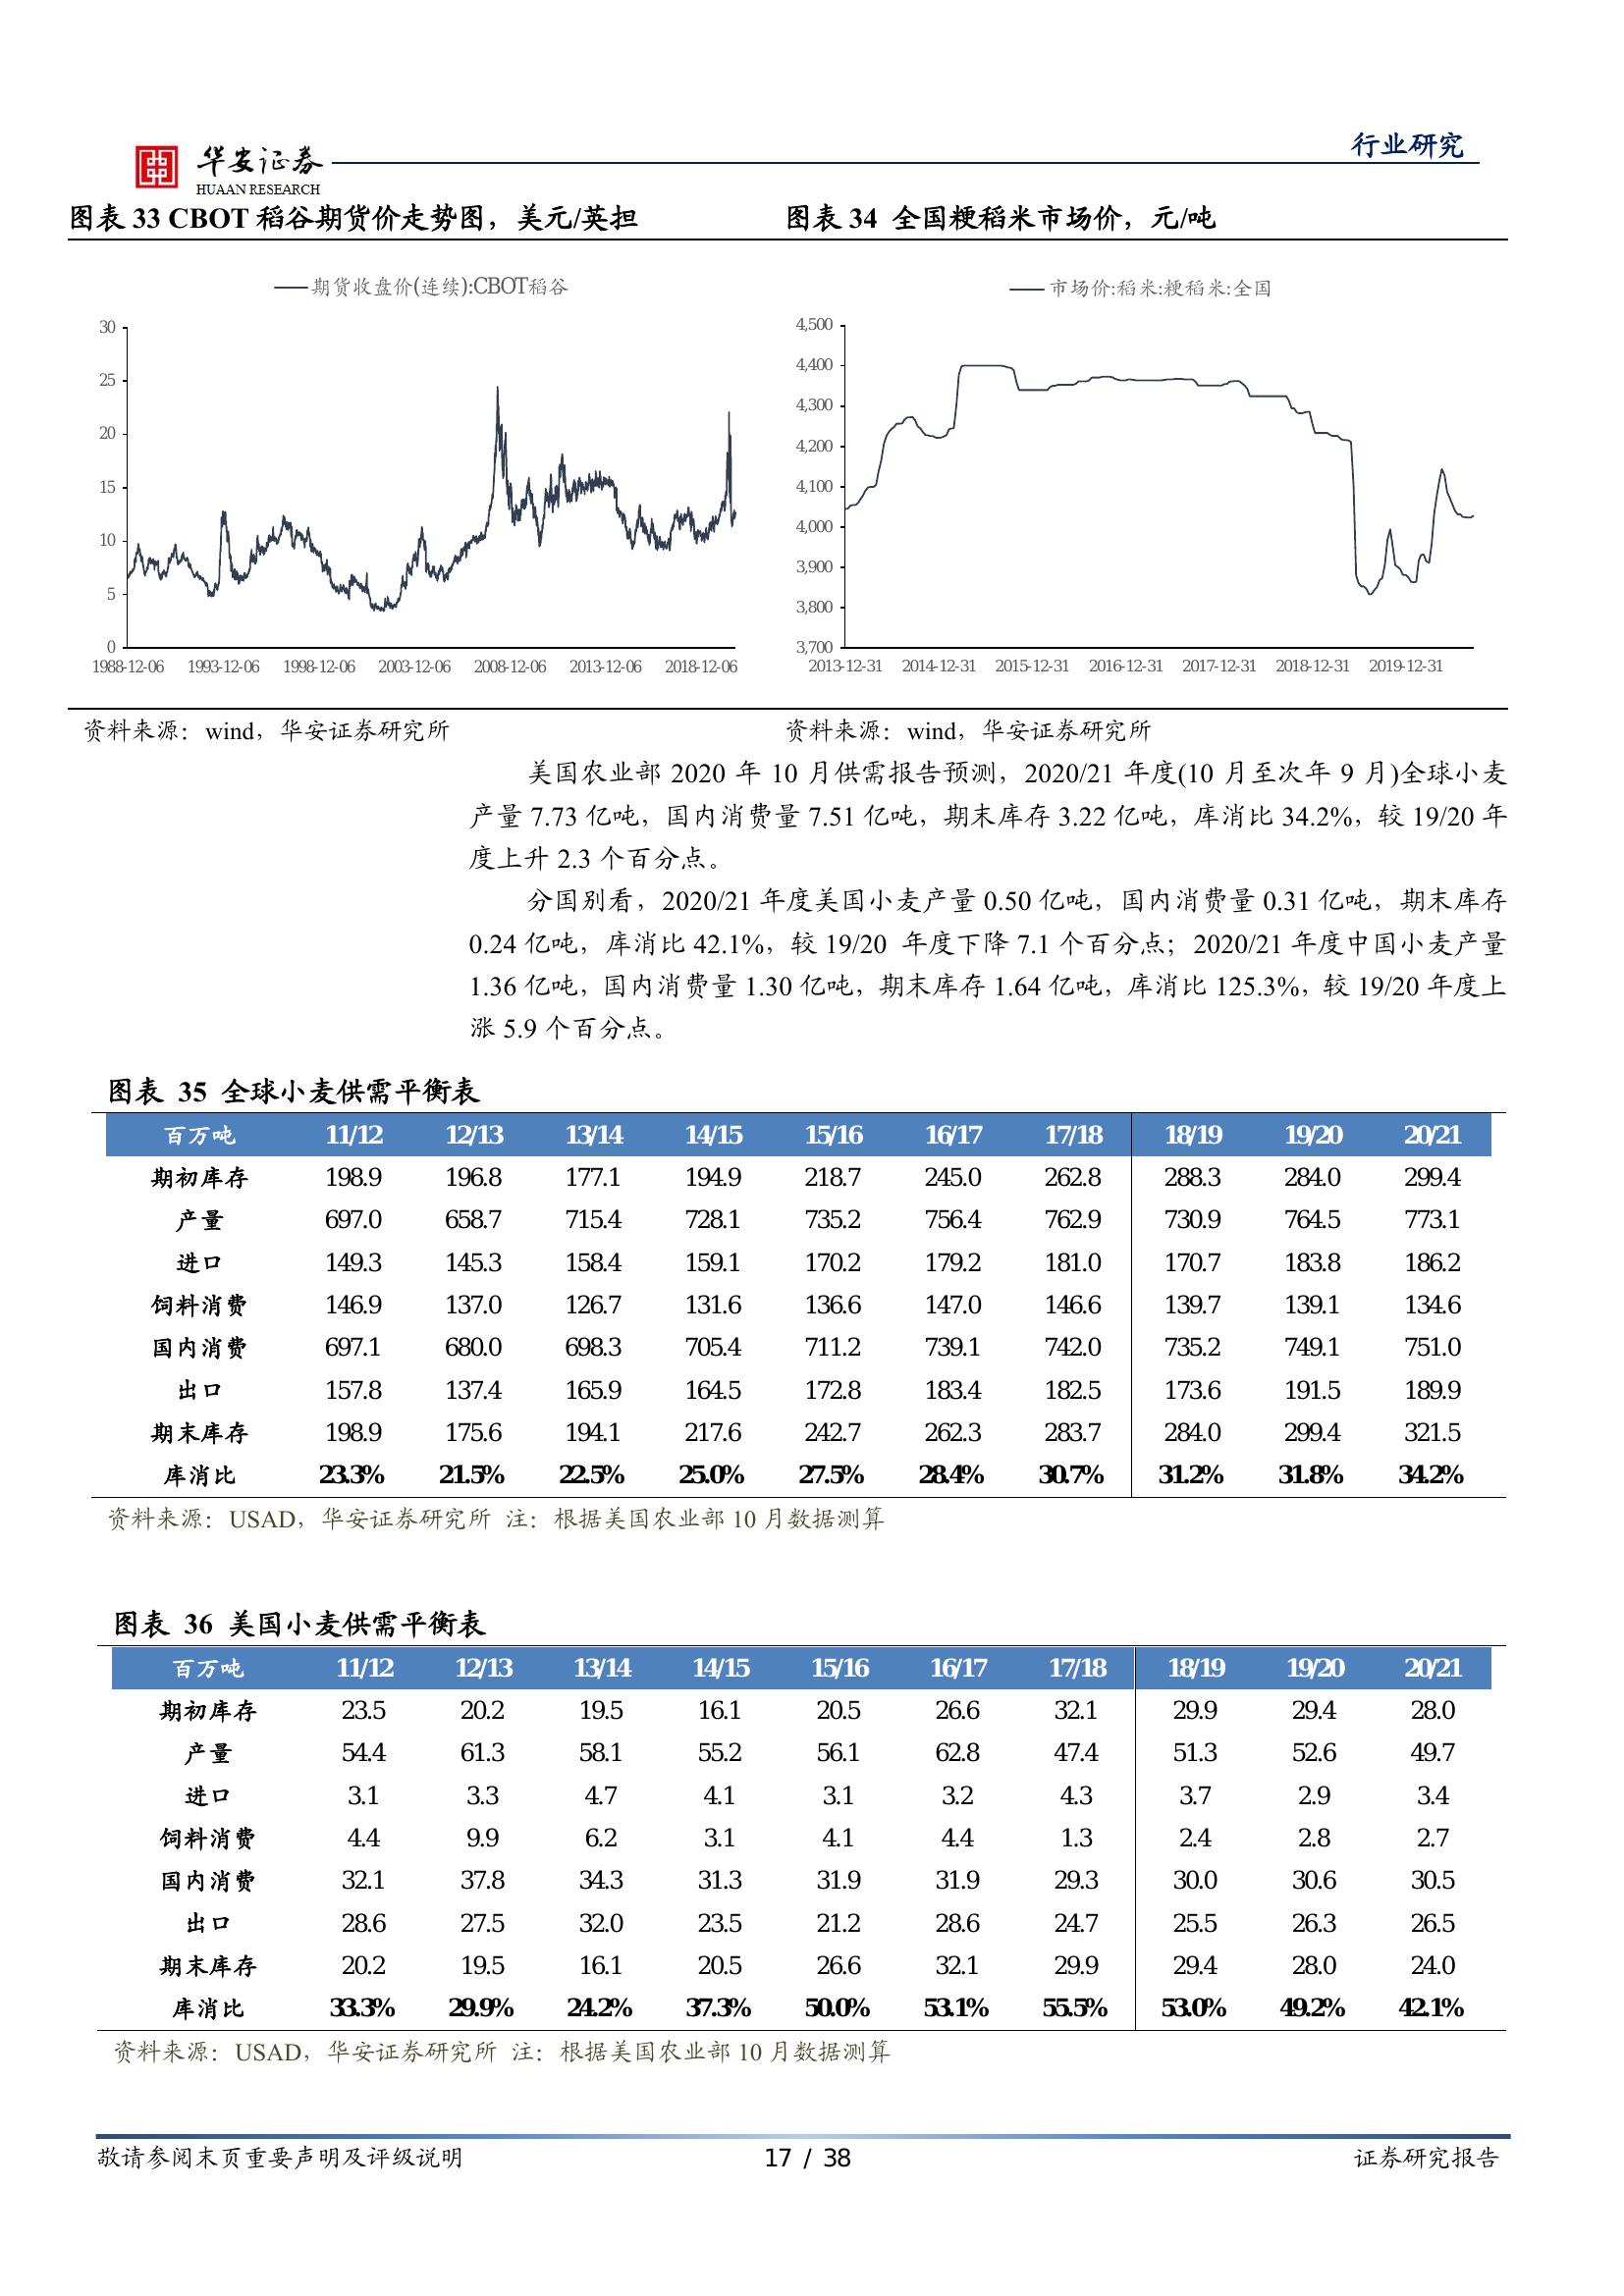 行业研究
华安证券
HUAAN RESEARCH
图表 33 CBOT 稻谷期货价走势图，美元/英担
图表 34 全国粳稻米市场价，元/吨
期货收盘价(连续):CBOT稻谷
30
25
20
15
10
5
0
1988-12-06 1993-12-06 1998-12-06 2003-12-06 2008-12-06 2013-12-06 2018-12-06
市场价:稻米:粳稻米:全国
4,500
4,400
4,300
4,200
4,100
4,000
3,900
3,800
3,700
2013-12-31 2014-12-31 2015-12-31 2016-12-31 2017-12-31 2018-12-31 2019-12-31
资料来源：wind，华安证券研究所
资料来源：wind，华安证券研究所
美国农业部 2020 年 10 月供需报告预测，2020/21 年度(10 月至次年 9 月)全球小麦
产量 7.73 亿吨，国内消费量 7.51 亿吨，期末库存 3.22 亿吨，库消比 34.2%，较 19/20 年
度上升 2.3 个百分点。
分国别看，2020/21 年度美国小麦产量 0.50 亿吨，国内消费量 0.31 亿吨，期末库存
0.24 亿吨，库消比 42.1%，较 19/20 年度下降 7.1 个百分点；2020/21 年度中国小麦产量
1.36 亿吨，国内消费量 1.30 亿吨，期末库存 1.64 亿吨，库消比 125.3%，较 19/20 年度上
涨 5.9 个百分点。
图表 35 全球小麦供需平衡表
百万吨 11/12 12/13 13/14 14/15 15/16 16/17 17/18 18/19 19/20 20/21
期初库存 198.9 196.8 177.1 194.9 218.7 245.0 262.8 288.3 284.0 299.4
产量 697.0 658.7 715.4 728.1 735.2 756.4 762.9 730.9 764.5 773.1
进口 149.3 145.3 158.4 159.1 170.2 179.2 181.0 170.7 183.8 186.2
饲料消费 146.9 137.0 126.7 131.6 136.6 147.0 146.6 139.7 139.1 134.6
国内消费 697.1 680.0 698.3 705.4 711.2 739.1 742.0 735.2 749.1 751.0
出口 157.8 137.4 165.9 164.5 172.8 183.4 182.5 173.6 191.5 189.9
期末库存 198.9 175.6 194.1 217.6 242.7 262.3 283.7 284.0 299.4 321.5
库消比 23.3% 21.5% 22.5% 25.0% 27.5% 28.4% 30.7% 31.2% 31.8% 34.2%
资料来源：USAD，华安证券研究所 注：根据美国农业部 10 月数据测算
图表 36 美国小麦供需平衡表
百万吨 11/12 12/13 13/14 14/15 15/16 16/17 17/18 18/19 19/20 20/21
期初库存 23.5 20.2 19.5 16.1 20.5 26.6 32.1 29.9 29.4 28.0
产量 54.4 61.3 58.1 55.2 56.1 62.8 47.4 51.3 52.6 49.7
进口 3.1 3.3 4.7 4.1 3.1 3.2 4.3 3.7 2.9 3.4
饲料消费 4.4 9.9 6.2 3.1 4.1 4.4 1.3 2.4 2.8 2.7
国内消费 32.1 37.8 34.3 31.3 31.9 31.9 29.3 30.0 30.6 30.5
出口 28.6 27.5 32.0 23.5 21.2 28.6 24.7 25.5 26.3 26.5
期末库存 20.2 19.5 16.1 20.5 26.6 32.1 29.9 29.4 28.0 24.0
库消比 33.3% 29.9% 24.2% 37.3% 50.0% 53.1% 55.5% 53.0% 49.2% 42.1%
资料来源：USAD，华安证券研究所 注：根据美国农业部 10 月数据测算
敬请参阅末页重要声明及评级说明
17 / 38
证券研究报告